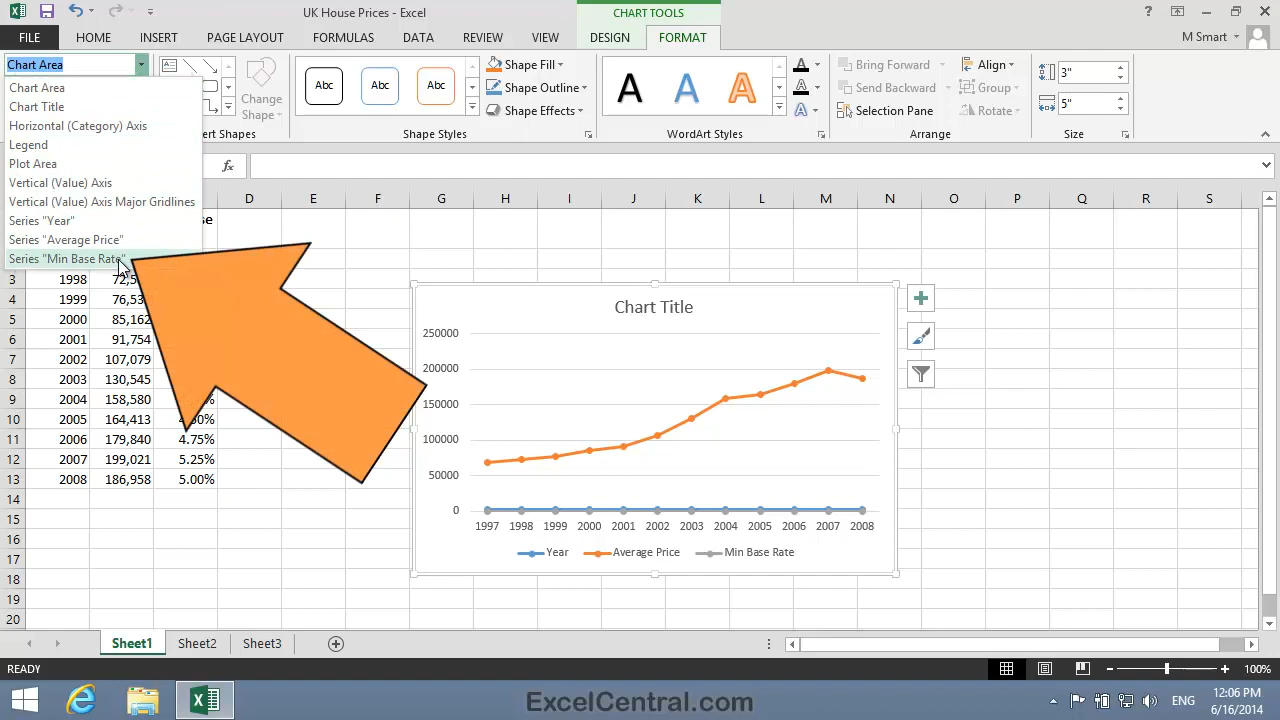 UK House Prices - Excel
CHART TOOLS
M Smart
FILE HOME INSERT PAGE LAYOUT FORMULAS DATA REVIEW VIEW DESIGN FORMAT
Chart Area
Chart Area
Chart Title
Horizontal (Category) Axis
Legend
Plot Area
Vertical (Value) Axis
Vertical (Value) Axis Major Gridlines
Series "Year"
Series "Average Price"
Series "Min Base Rate"
Change
Shape
Abc Abc Abc
Shape Fill
Shape Outline
Shape Effects
Shape Styles
A A A
WordArt Styles
Bring Forward
Send Backward
Selection Pane
Align
Group
Rotate
Arrange
3"
5"
Size
fx
D E F G H I J K L M N O P Q R S
3 1998
4 1999
5 2000 85,162
6 2001 91,754
7 2002 107,079
8 2003 130,545
9 2004 158,580
10 2005 164,413
11 2006 179,840 4.75%
12 2007 199,021 5.25%
13 2008 186,958 5.00%
14
15
16
17
18
19
20
Chart Title
250000
200000
150000
100000
50000
0
1997 1998 1999 2000 2001 2002 2003 2004 2005 2006 2007 2008
Year Average Price Min Base Rate
Sheet1 Sheet2 Sheet3
READY
100%
ExcelCentral.com
ENG
12:06 PM
6/16/2014